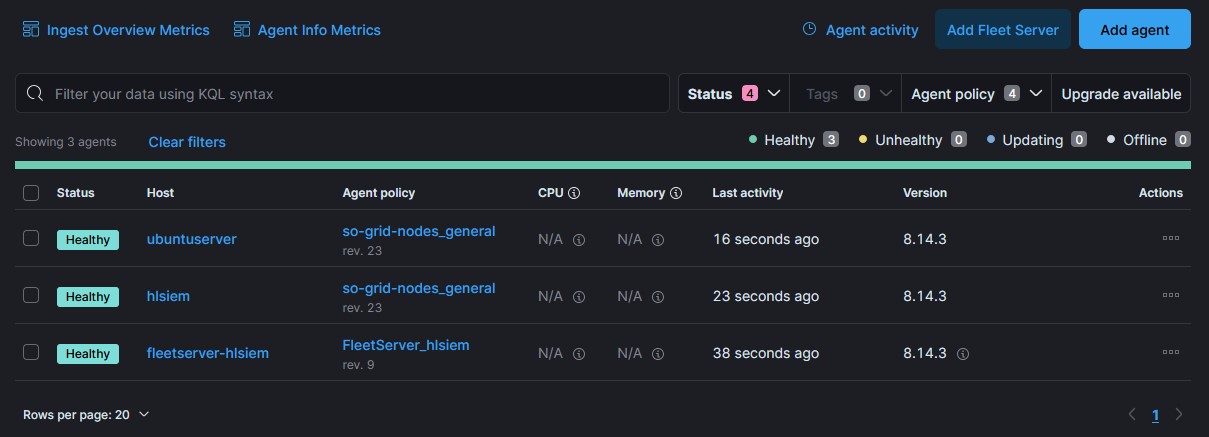 Ingest Overview Metrics Agent Info Metrics Agent activity Add Fleet Server Add agent
Filter your data using KQL syntax Status 4 Tags 0 Agent policy 4 Upgrade available
Showing 3 agents Clear filters Healthy 3 Unhealthy 0 Updating 0 Offline 0
Status Host Agent policy CPU Memory Last activity Version Actions
Healthy ubuntuserver so-grid-nodes_general rev. 23 N/A N/A 16 seconds ago 8.14.3
Healthy hlsiem so-grid-nodes_general rev. 23 N/A N/A 23 seconds ago 8.14.3
Healthy fleetserver-hlsiem FleetServer_hlsiem rev. 9 N/A N/A 38 seconds ago 8.14.3
Rows per page: 20 1